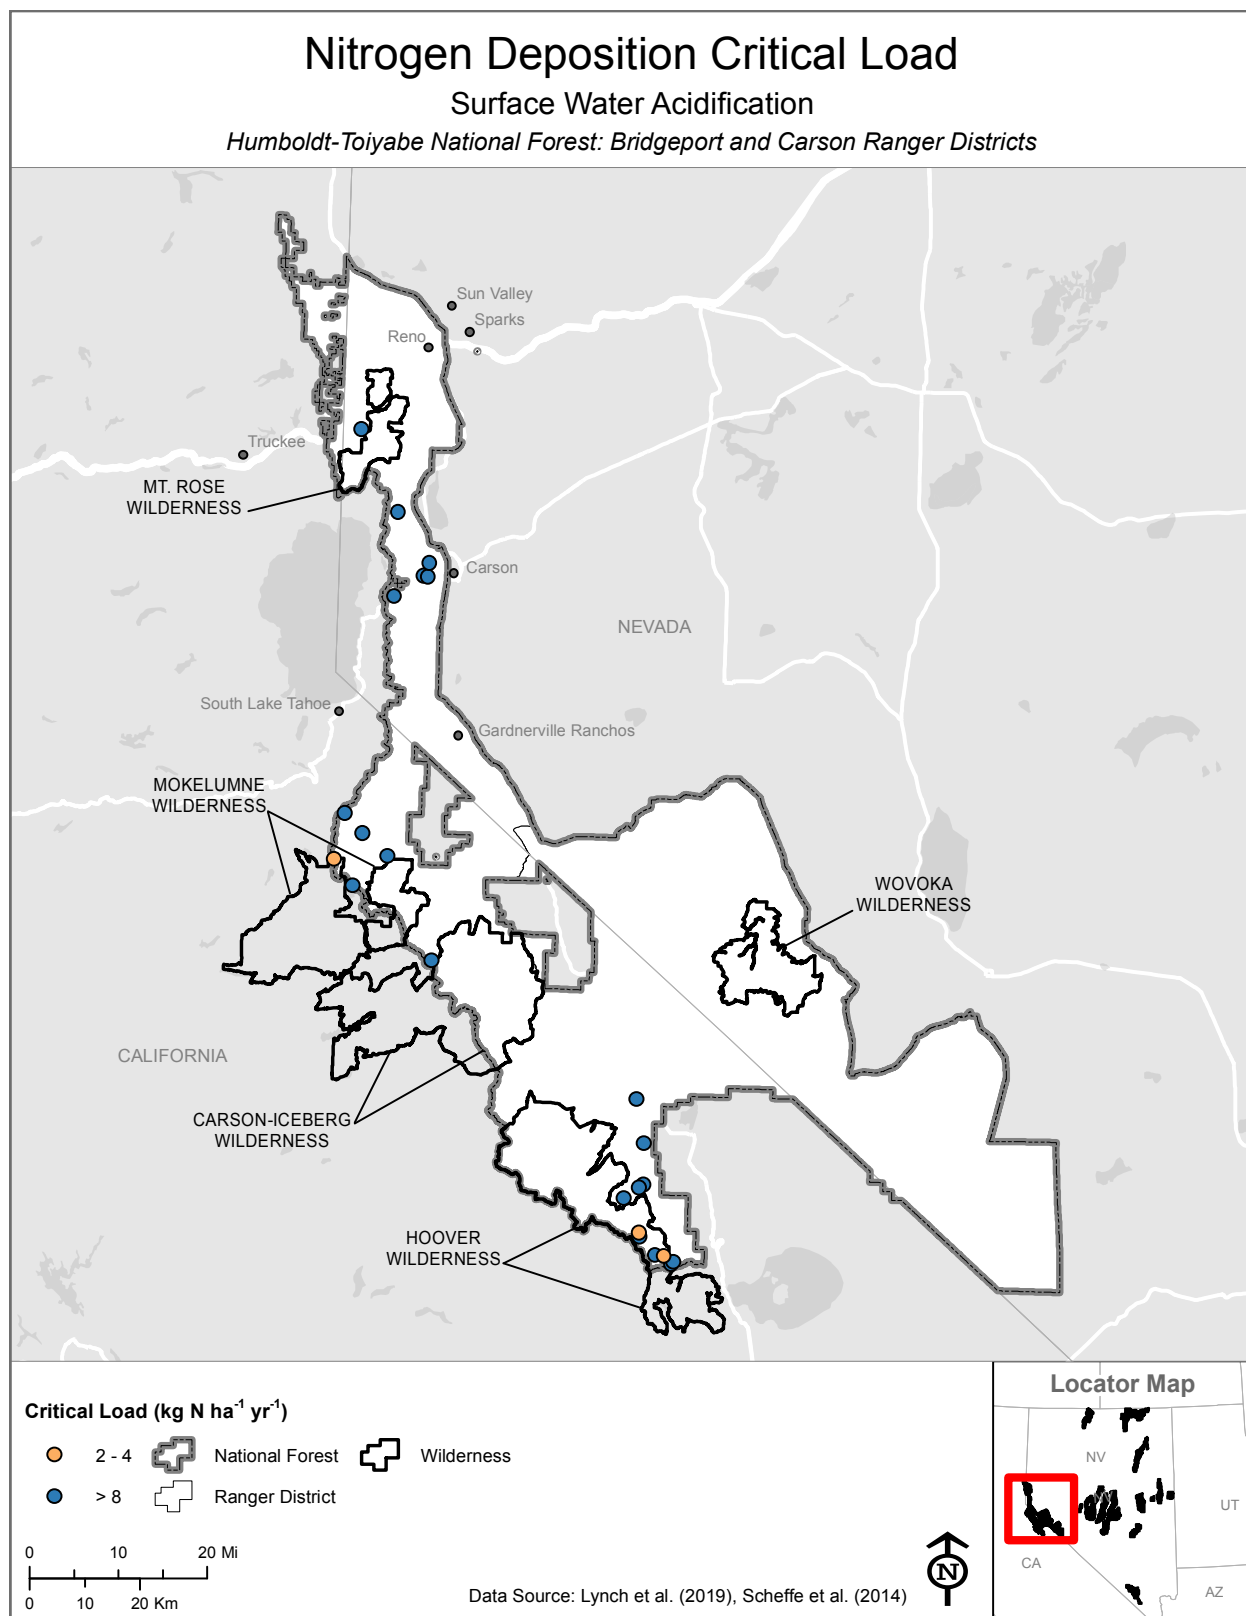 Nitrogen Deposition Critical Load
Surface Water Acidification
Humboldt-Toiyabe National Forest: Bridgeport and Carson Ranger Districts
Sun Valley
Sparks
Reno
Truckee
MT. ROSE
WILDERNESS
Carson
NEVADA
South Lake Tahoe
Gardnerville Ranchos
MOKELUMNE
WILDERNESS
WOVOKA
WILDERNESS
CALIFORNIA
CARSON-ICEBERG
WILDERNESS
HOOVER
WILDERNESS
Critical Load (kg N ha-1 yr-1)
2 - 4
National Forest
Wilderness
> 8
Ranger District
0 10 20 Mi
0 10 20 Km
Data Source: Lynch et al. (2019), Scheffe et al. (2014)
N
Locator Map
NV
UT
CA
AZ